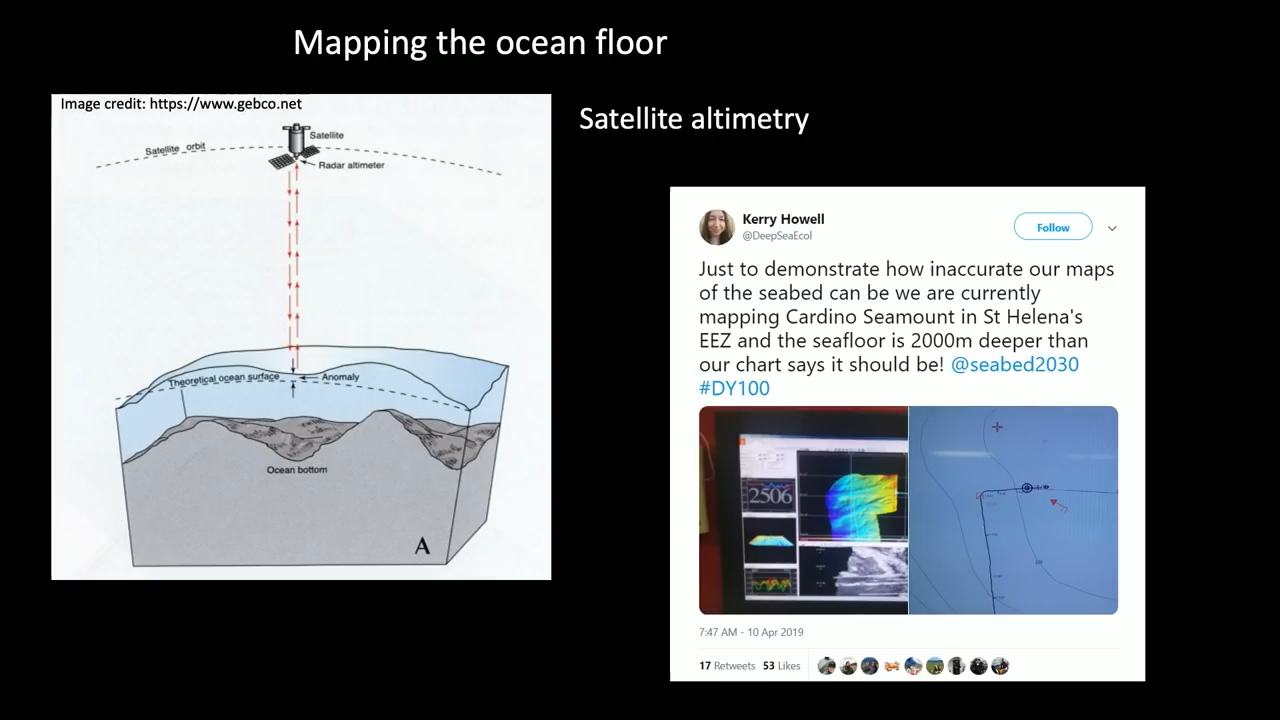 Mapping the ocean floor
Image credit: https://www.gebco.net
Satellite
Satellite orbit
Radar altimeter
Theoretical ocean surface
Anomaly
Ocean bottom
A
Satellite altimetry
Kerry Howell
@DeepSeaEcol
Follow
Just to demonstrate how inaccurate our maps
of the seabed can be we are currently
mapping Cardino Seamount in St Helena's
EEZ and the seafloor is 2000m deeper than
our chart says it should be! @seabed2030
#DY100
2506
7:47 AM - 10 Apr 2019
17 Retweets 53 Likes